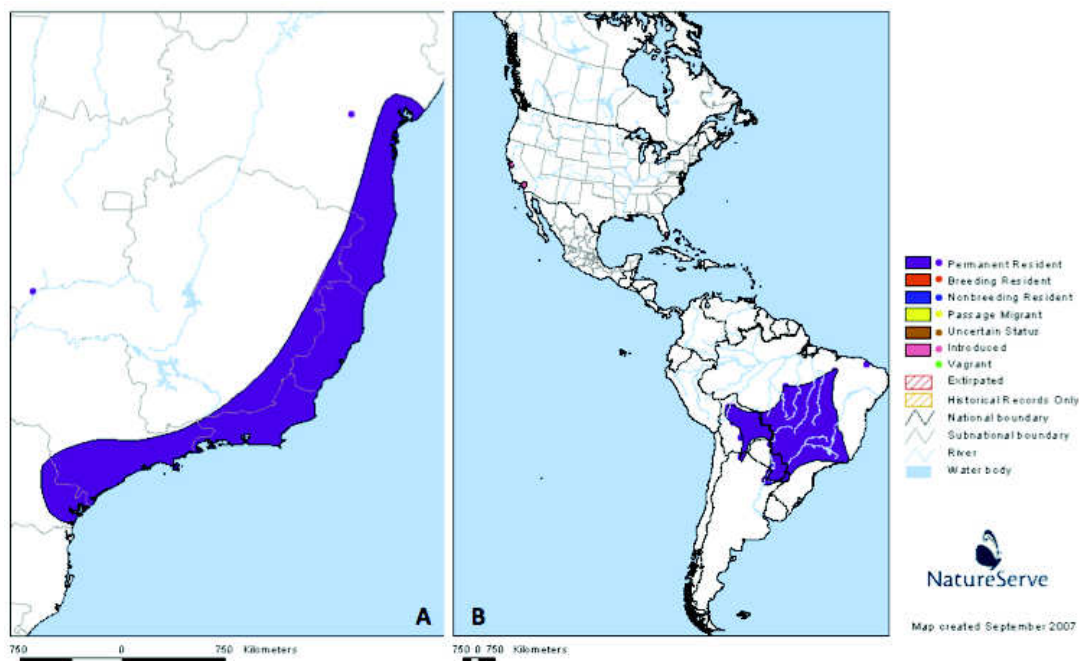 A
B
Permanent Resident
Breeding Resident
Nonbreeding Resident
Passage Migrant
Uncertain Status
Introduced
Vagrant
Extirpated
Historical Records Only
National boundary
Subnational boundary
River
Water body
NatureServe
Map created September 2007
750 0 750 Kilometers
750 0 750 Kilometers